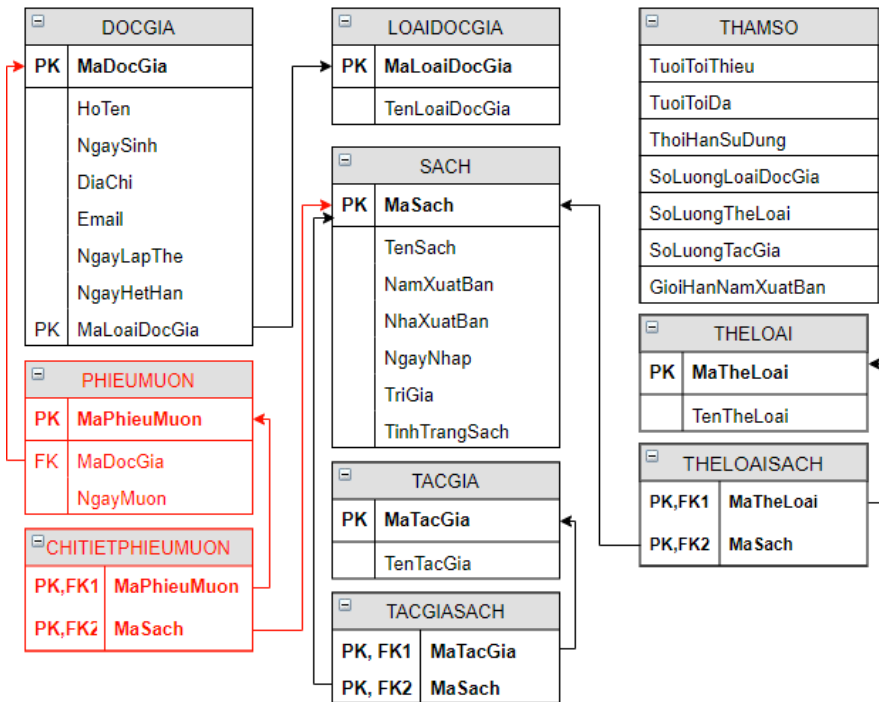 DOCGIA
PK MaDocGia
HoTen
NgaySinh
DiaChi
Email
NgayLapThe
NgayHetHan
PK MaLoaiDocGia
PHIEUMUON
PK MaPhieuMuon
FK MaDocGia
NgayMuon
CHITIETPHIEUMUON
PK,FK1 MaPhieuMuon
PK,FK2 MaSach
LOAIDOCGIA
PK MaLoaiDocGia
TenLoaiDocGia
SACH
PK MaSach
TenSach
NamXuatBan
NhaXuatBan
NgayNhap
TriGia
TinhTrangSach
TACGIA
PK MaTacGia
TenTacGia
TACGIASACH
PK, FK1 MaTacGia
PK, FK2 MaSach
THAMSO
TuoiToiThieu
TuoiToiDa
ThoiHanSuDung
SoLuongLoaiDocGia
SoLuongTheLoai
SoLuongTacGia
GioiHanNamXuatBan
THELOAI
PK MaTheLoai
TenTheLoai
THELOAISACH
PK,FK1 MaTheLoai
PK,FK2 MaSach